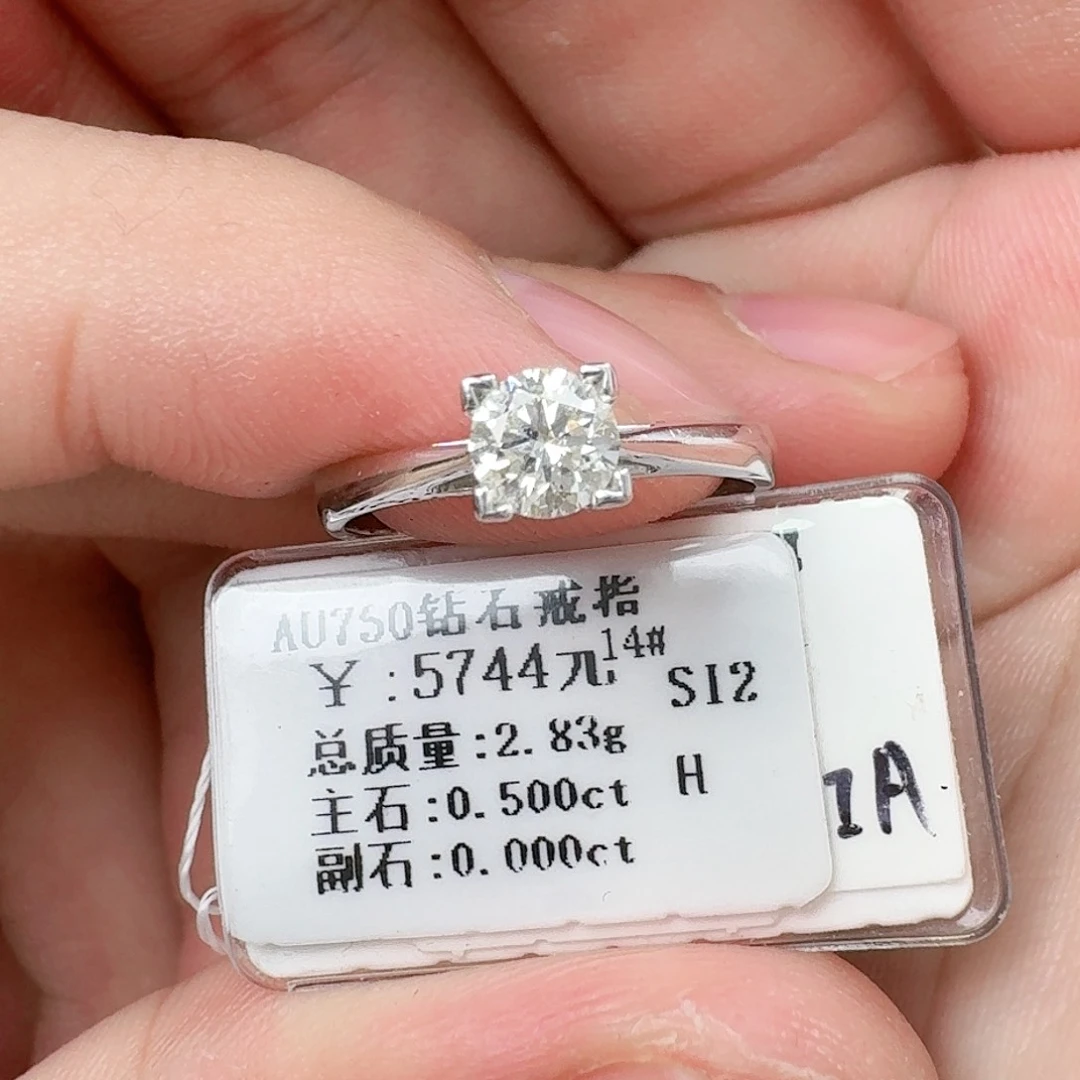 AU750钻石戒指
¥:5744元 14#
SI2
总质量:2.83g
H
主石:0.500ct
副石:0.000ct
1A